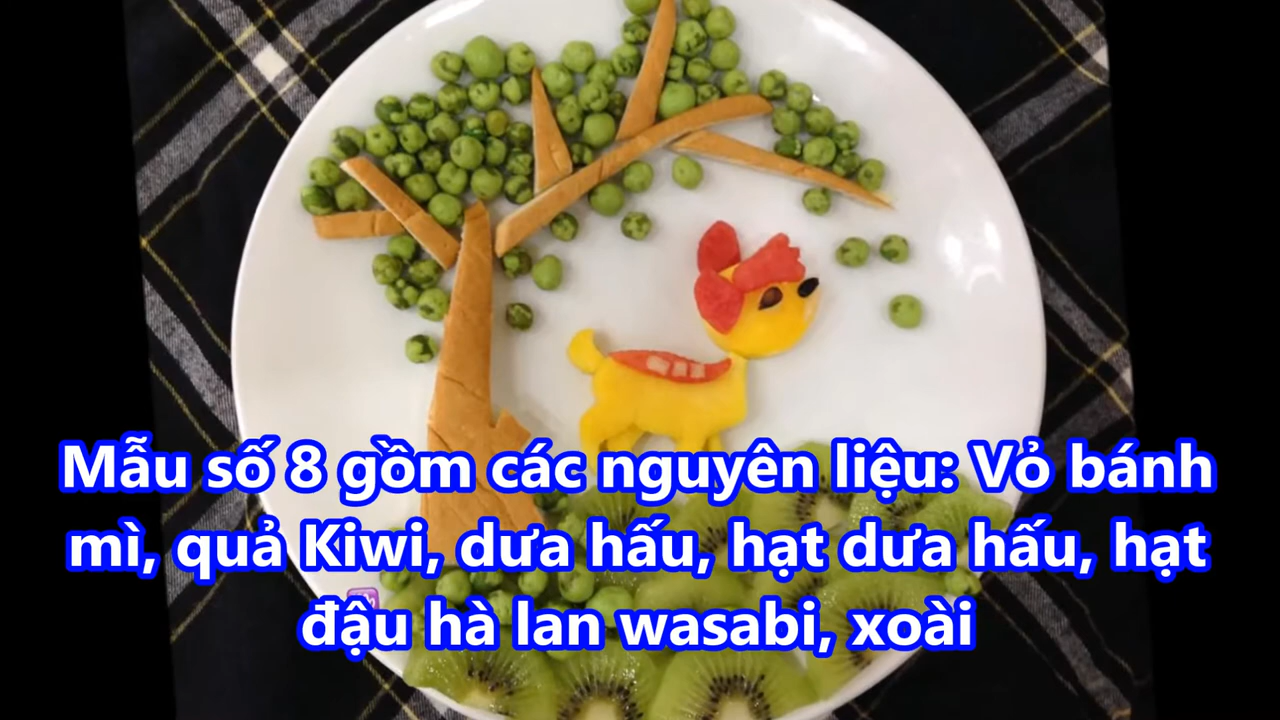 Mẫu số 8 gồm các nguyên liệu: Vỏ bánh
mì, quả Kiwi, dưa hấu, hạt dưa hấu, hạt
đậu hà lan wasabi, xoài